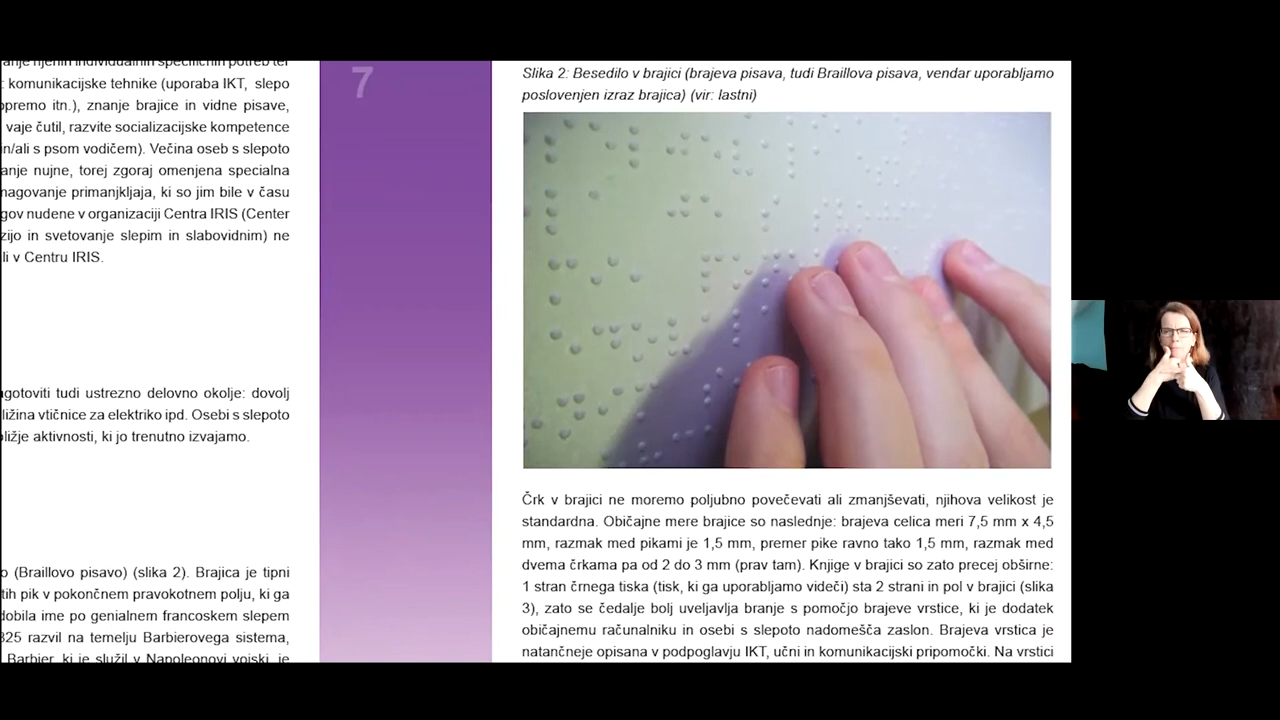 anje njenih individualnih specifičnih potreb ter
: komunikacijske tehnike (uporaba IKT, slepo
opremo itn.), znanje brajice in vidne pisave,
vaje čutil, razvite socializacijske kompetence
in/ali s psom vodičem). Večina oseb s slepoto
anje nujne, torej zgoraj omenjena specialna
magovanje primanjkljaja, ki so jim bile v času
gov nudene v organizaciji Centra IRIS (Center
zijo in svetovanje slepim in slabovidnim) ne
li v Centru IRIS.
agotoviti tudi ustrezno delovno okolje: dovolj
ližina vtičnice za elektriko ipd. Osebi s slepoto
bližje aktivnosti, ki jo trenutno izvajamo.
o (Braillovo pisavo) (slika 2). Brajica je tipni
tih pik v pokončnem pravokotnem polju, ki ga
dobila ime po genialnem francoskem slepem
825 razvil na temelju Barbierovega sistema,
Barbier, ki je služil v Napoleonovi vojski, je
7
Slika 2: Besedilo v brajici (brajeva pisava, tudi Braillova pisava, vendar uporabljamo
poslovenjen izraz brajica) (vir: lastni)
Črk v brajici ne moremo poljubno povečevati ali zmanjševati, njihova velikost je
standardna. Običajne mere brajice so naslednje: brajeva celica meri 7,5 mm x 4,5
mm, razmak med pikami je 1,5 mm, premer pike ravno tako 1,5 mm, razmak med
dvema črkama pa od 2 do 3 mm (prav tam). Knjige v brajici so zato precej obširne:
1 stran črnega tiska (tisk, ki ga uporabljamo videči) sta 2 strani in pol v brajici (slika
3), zato se čedalje bolj uveljavlja branje s pomočjo brajeve vrstice, ki je dodatek
običajnemu računalniku in osebi s slepoto nadomešča zaslon. Brajeva vrstica je
natančneje opisana v podpoglavju IKT, učni in komunikacijski pripomočki. Na vrstici